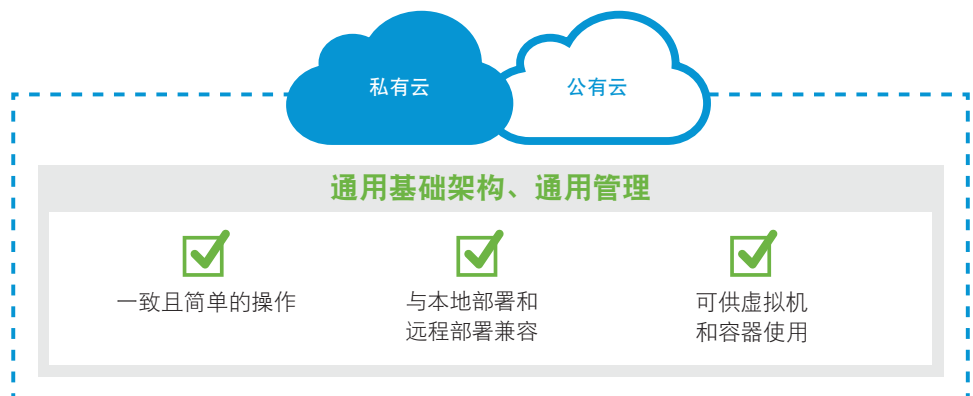 私有云
公有云
通用基础架构、通用管理
一致且简单的操作
与本地部署和
远程部署兼容
可供虚拟机
和容器使用